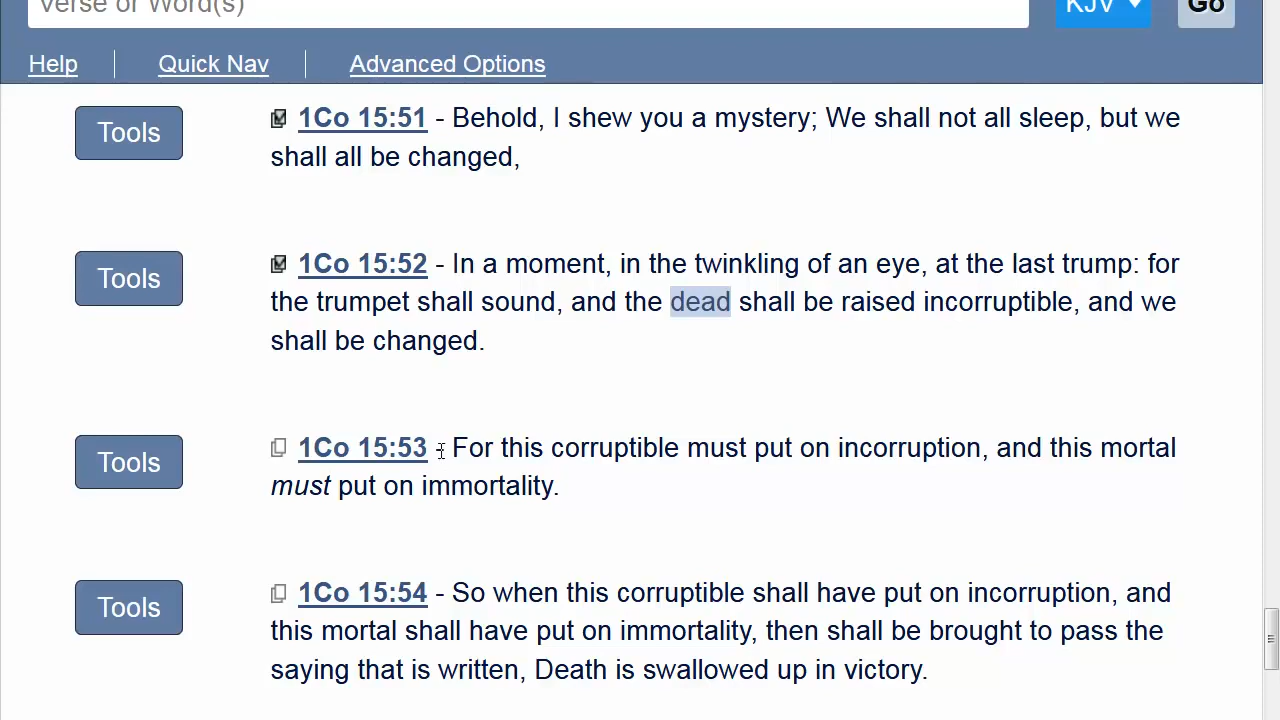 Verse or Word(s)
KJV
Go
Help
Quick Nav
Advanced Options
Tools
1Co 15:51 - Behold, I shew you a mystery; We shall not all sleep, but we
shall all be changed,
Tools
1Co 15:52 - In a moment, in the twinkling of an eye, at the last trump: for
the trumpet shall sound, and the dead shall be raised incorruptible, and we
shall be changed.
Tools
1Co 15:53 - For this corruptible must put on incorruption, and this mortal
must put on immortality.
Tools
1Co 15:54 - So when this corruptible shall have put on incorruption, and
this mortal shall have put on immortality, then shall be brought to pass the
saying that is written, Death is swallowed up in victory.